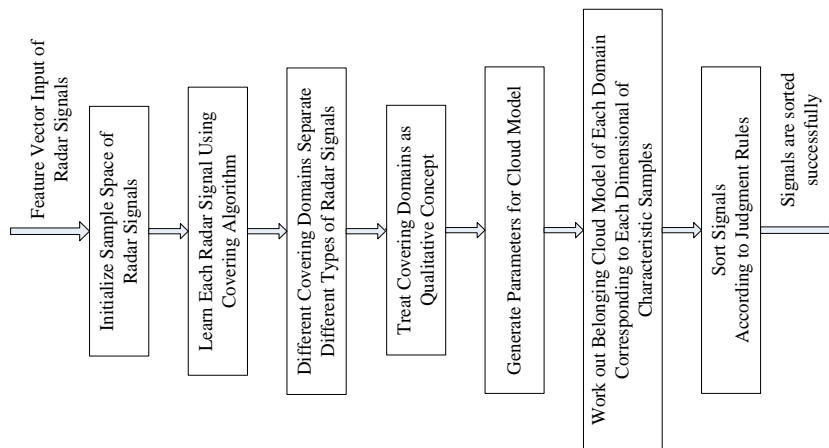 Feature Vector Input of
Radar Signals
Initialize Sample Space of
Radar Signals
Learn Each Radar Signal Using
Covering Algorithm
Different Covering Domains Separate
Different Types of Radar Signals
Treat Covering Domains as
Qualitative Concept
Generate Parameters for Cloud Model
Work out Belonging Cloud Model of Each Domain
Corresponding to Each Dimensional of
Characteristic Samples
Sort Signals
According to Judgment Rules
Signals are sorted
successfully